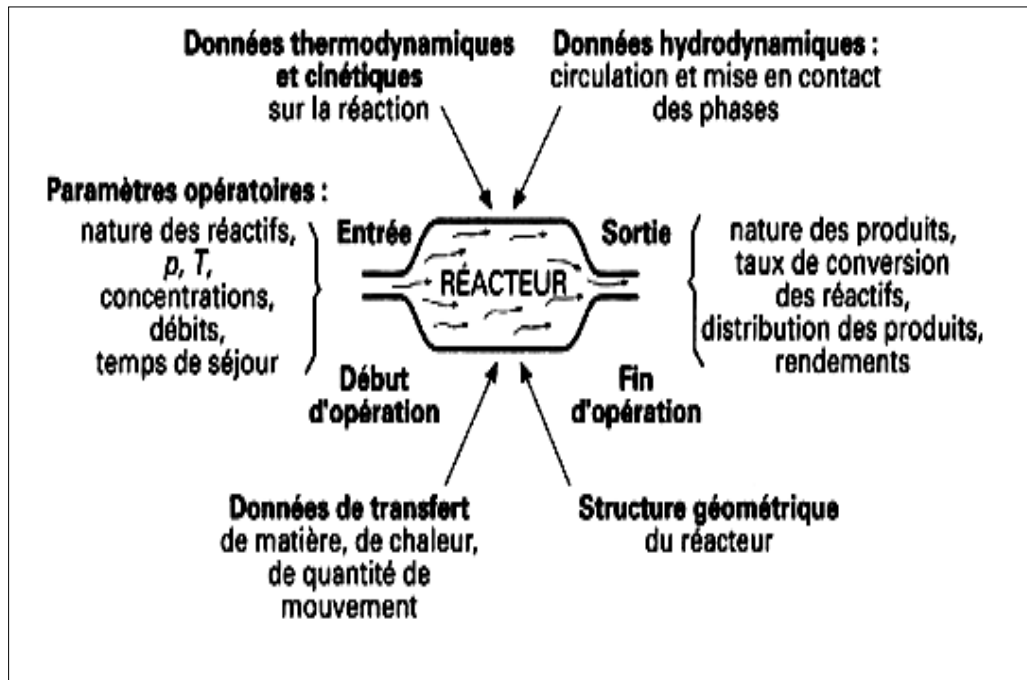 Données thermodynamiques
et cinétiques
sur la réaction
Données hydrodynamiques :
circulation et mise en contact
des phases
Paramètres opératoires :
nature des réactifs,
p, T,
concentrations,
débits,
temps de séjour
Entrée
Début
d'opération
RÉACTEUR
Sortie
Fin
d'opération
nature des produits,
taux de conversion
des réactifs,
distribution des produits,
rendements
Données de transfert
de matière, de chaleur,
de quantité de
mouvement
Structure géométrique
du réacteur